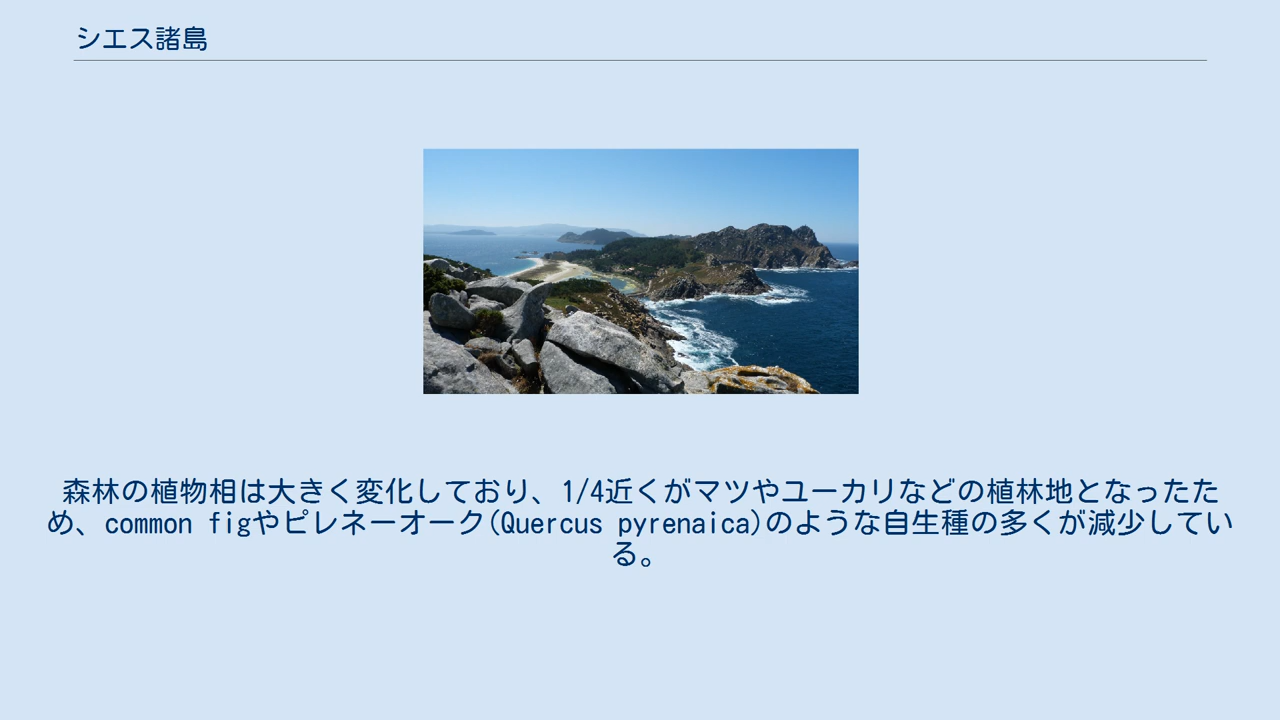 シエス諸島
森林の植物相は大きく変化しており、1/4近くがマツやユーカリなどの植林地となったた
め、common figやピレネーオーク(Quercus pyrenaica)のような自生種の多くが減少してい
る。